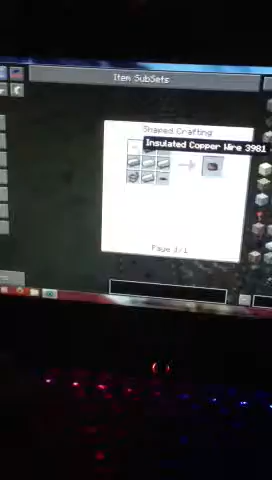 Item SubSets
Shaped Crafting
Insulated Copper Wire 3981
Page 1/1